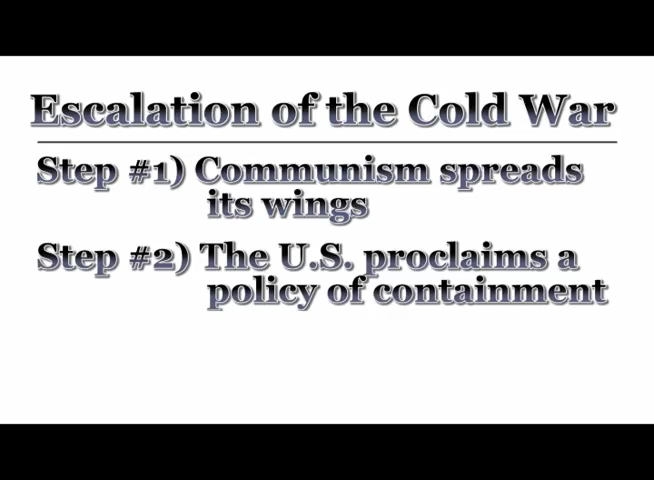 Escalation of the Cold War
Step #1) Communism spreads
its wings
Step #2) The U.S. proclaims a
policy of containment